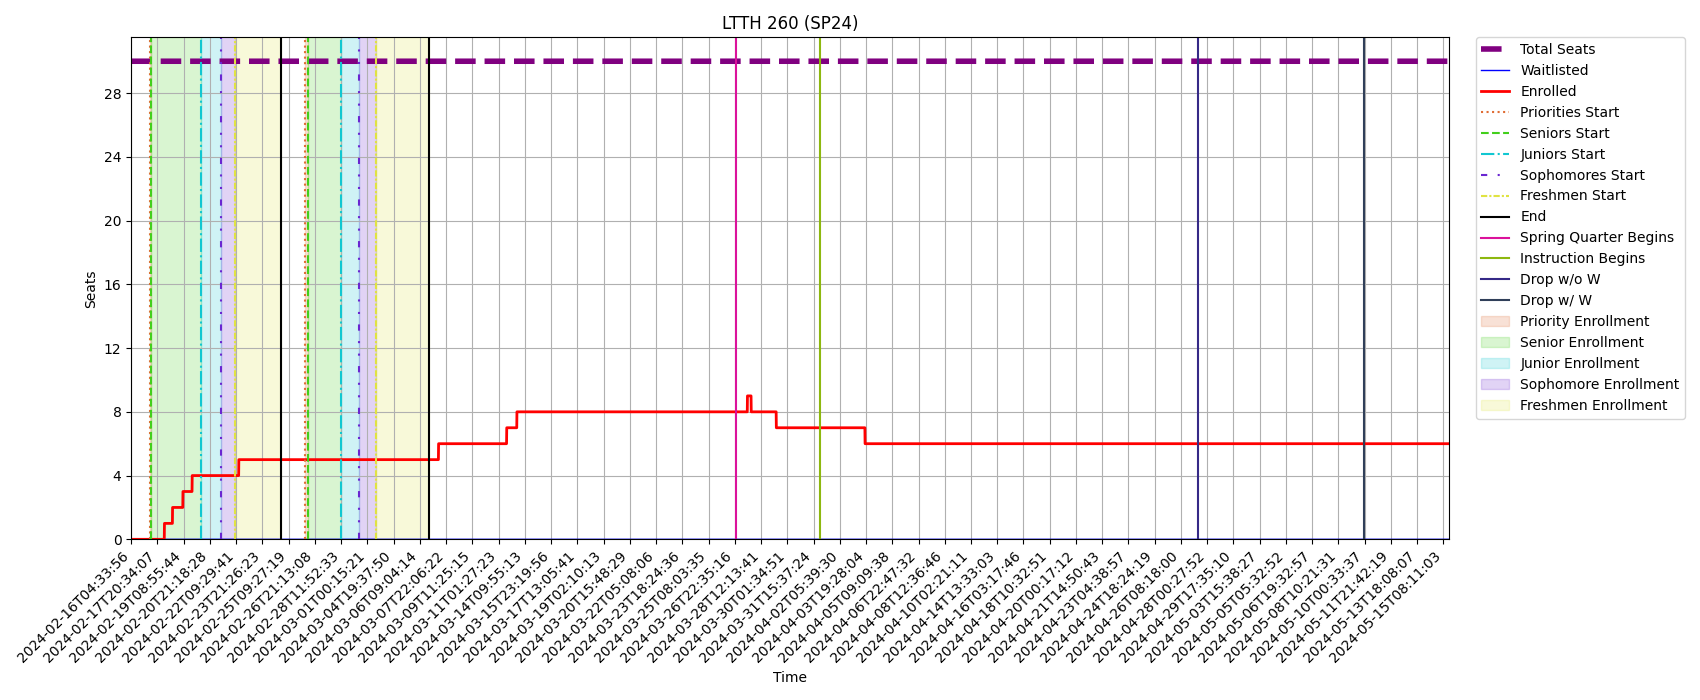 LTTH 260 (SP24)
Seats
28
24
20
16
12
8
4
0
2024-02-16T04:33:56
2024-02-17T20:34:07
2024-02-19T08:55:44
2024-02-20T21:18:28
2024-02-22T09:29:41
2024-02-23T21:26:23
2024-02-25T09:27:19
2024-02-26T21:13:08
2024-02-28T11:52:33
2024-03-01T00:15:21
2024-03-04T19:37:50
2024-03-06T09:04:14
2024-03-07T22:06:22
2024-03-11T01:25:15
2024-03-12T11:27:23
2024-03-14T09:55:13
2024-03-15T23:19:56
2024-03-17T13:05:41
2024-03-19T02:10:13
2024-03-20T15:48:29
2024-03-22T05:08:06
2024-03-23T18:24:36
2024-03-25T08:03:35
2024-03-26T22:35:16
2024-03-28T12:13:41
2024-03-30T01:34:51
2024-03-31T15:37:24
2024-04-02T05:39:30
2024-04-03T19:28:04
2024-04-05T09:09:38
2024-04-06T22:47:32
2024-04-08T12:36:46
2024-04-10T02:21:11
2024-04-14T13:33:03
2024-04-16T03:17:46
2024-04-18T10:32:51
2024-04-20T00:17:12
2024-04-21T14:50:43
2024-04-23T04:38:57
2024-04-24T18:24:19
2024-04-26T08:18:00
2024-04-28T00:27:52
2024-04-29T17:35:10
2024-05-03T15:38:27
2024-05-05T05:32:52
2024-05-06T19:32:57
2024-05-08T10:21:31
2024-05-10T00:33:37
2024-05-11T21:42:19
2024-05-13T18:08:07
2024-05-15T08:11:03
Time
Total Seats
Waitlisted
Enrolled
Priorities Start
Seniors Start
Juniors Start
Sophomores Start
Freshmen Start
End
Spring Quarter Begins
Instruction Begins
Drop w/o W
Drop w/ W
Priority Enrollment
Senior Enrollment
Junior Enrollment
Sophomore Enrollment
Freshmen Enrollment